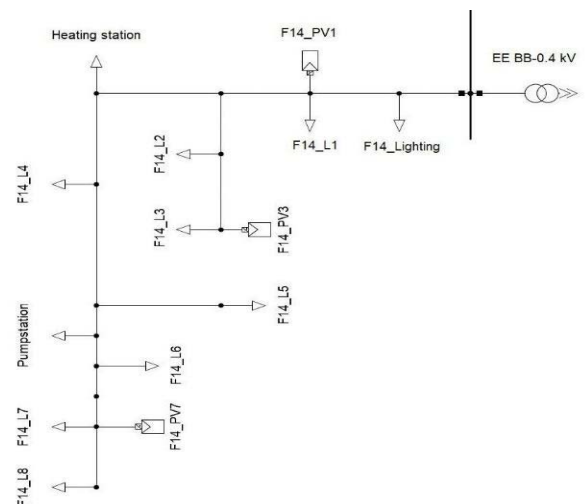 F14_PV1
Heating station
EE BB-0.4 kV
F14_L2
F14_L1
F14_Lighting
F14_L4
F14_L3
F14_PV3
F14_L5
Pumpstation
F14_L6
F14_L7
F14_PV7
F14_L8